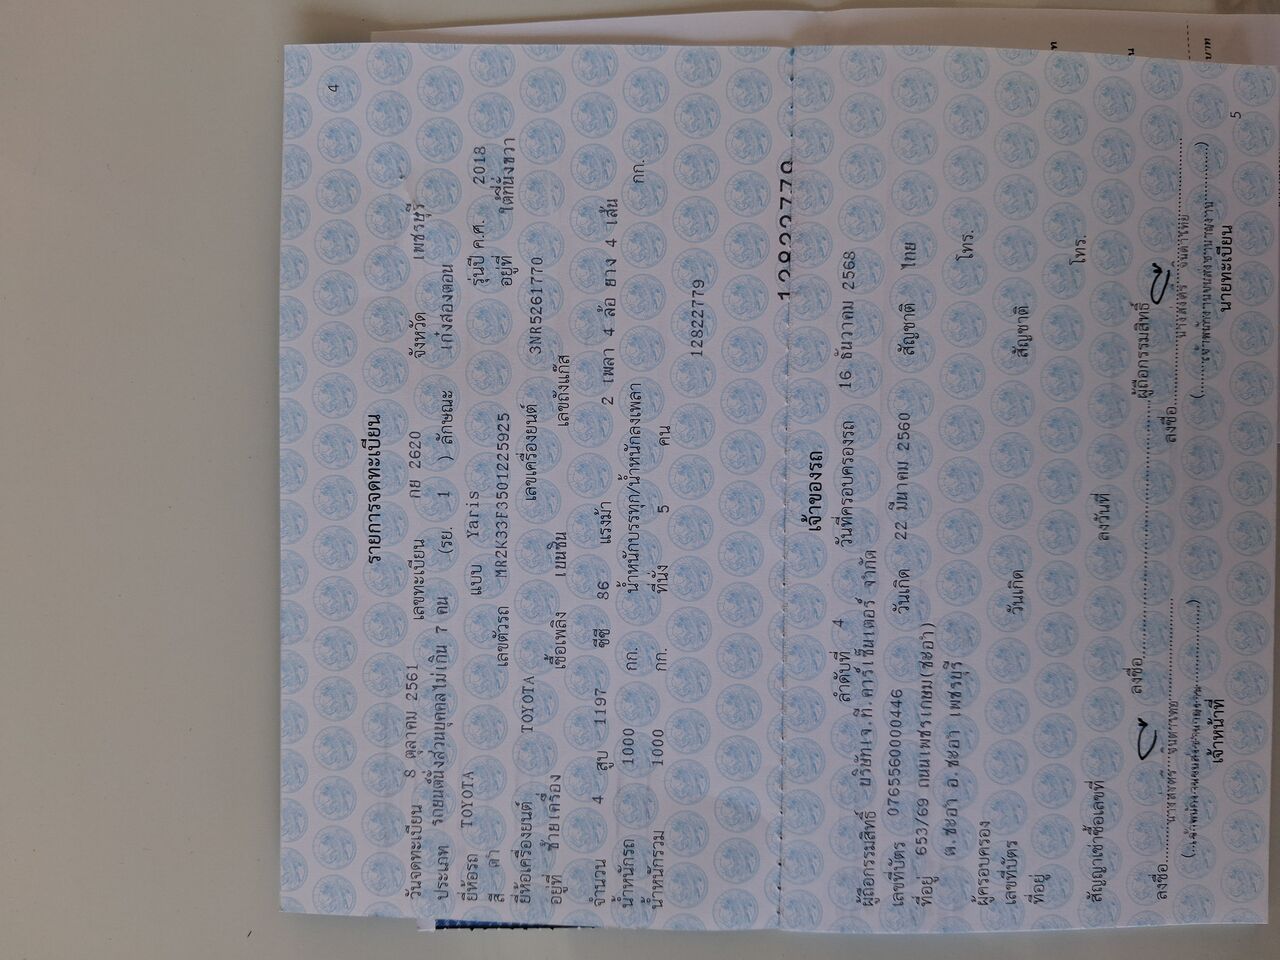 4
รายการจดทะเบียน
วันจดทะเบียน 8 ตุลาคม 2561 เลขทะเบียน กย 2620 จังหวัด เพชรบุรี
ประเภท รถยนต์นั่งส่วนบุคคลไม่เกิน 7 คน (รย. 1 ) ลักษณะ เก๋งสองตอน
ยี่ห้อรถ TOYOTA แบบ Yaris รุ่นปี ค.ศ. 2018
สี ดำ เลขตัวรถ MR2K33F3501225925 อยู่ที่ ใต้ที่นั่งขวา
ยี่ห้อเครื่องยนต์ TOYOTA เลขเครื่องยนต์ 3NR5261770
อยู่ที่ ซ้ายเครื่อง เชื้อเพลิง เบนซิน เลขถังแก๊ส
จำนวน 4 สูบ 1197 ซีซี 86 แรงม้า 2 เพลา 4 ล้อ ยาง 4 เส้น
น้ำหนักรถ 1000 กก. น้ำหนักบรรทุก/น้ำหนักลงเพลา กก.
น้ำหนักรวม 1000 กก. ที่นั่ง 5 คน
12822779
12822779
เจ้าของรถ
ลำดับที่ 4 วันที่ครอบครองรถ 16 ธันวาคม 2568
ผู้ถือกรรมสิทธิ์ บริษัทเจ.ที.คาร์เซ็นเตอร์ จำกัด
เลขที่บัตร 0765560000446 วันเกิด 22 มีนาคม 2560 สัญชาติ ไทย
ที่อยู่ 653/69 ถนนเพชรเกษม(ชะอำ) โทร.
ต.ชะอำ อ.ชะอำ เพชรบุรี
ผู้ครอบครอง
เลขที่บัตร วันเกิด สัญชาติ
ที่อยู่ โทร.
สัญญาเช่าซื้อเลขที่ ลงวันที่
ลงชื่อ ผู้ถือกรรมสิทธิ์
ลงชื่อ ลงชื่อ
เจ้าหน้าที่ นายทะเบียน
5